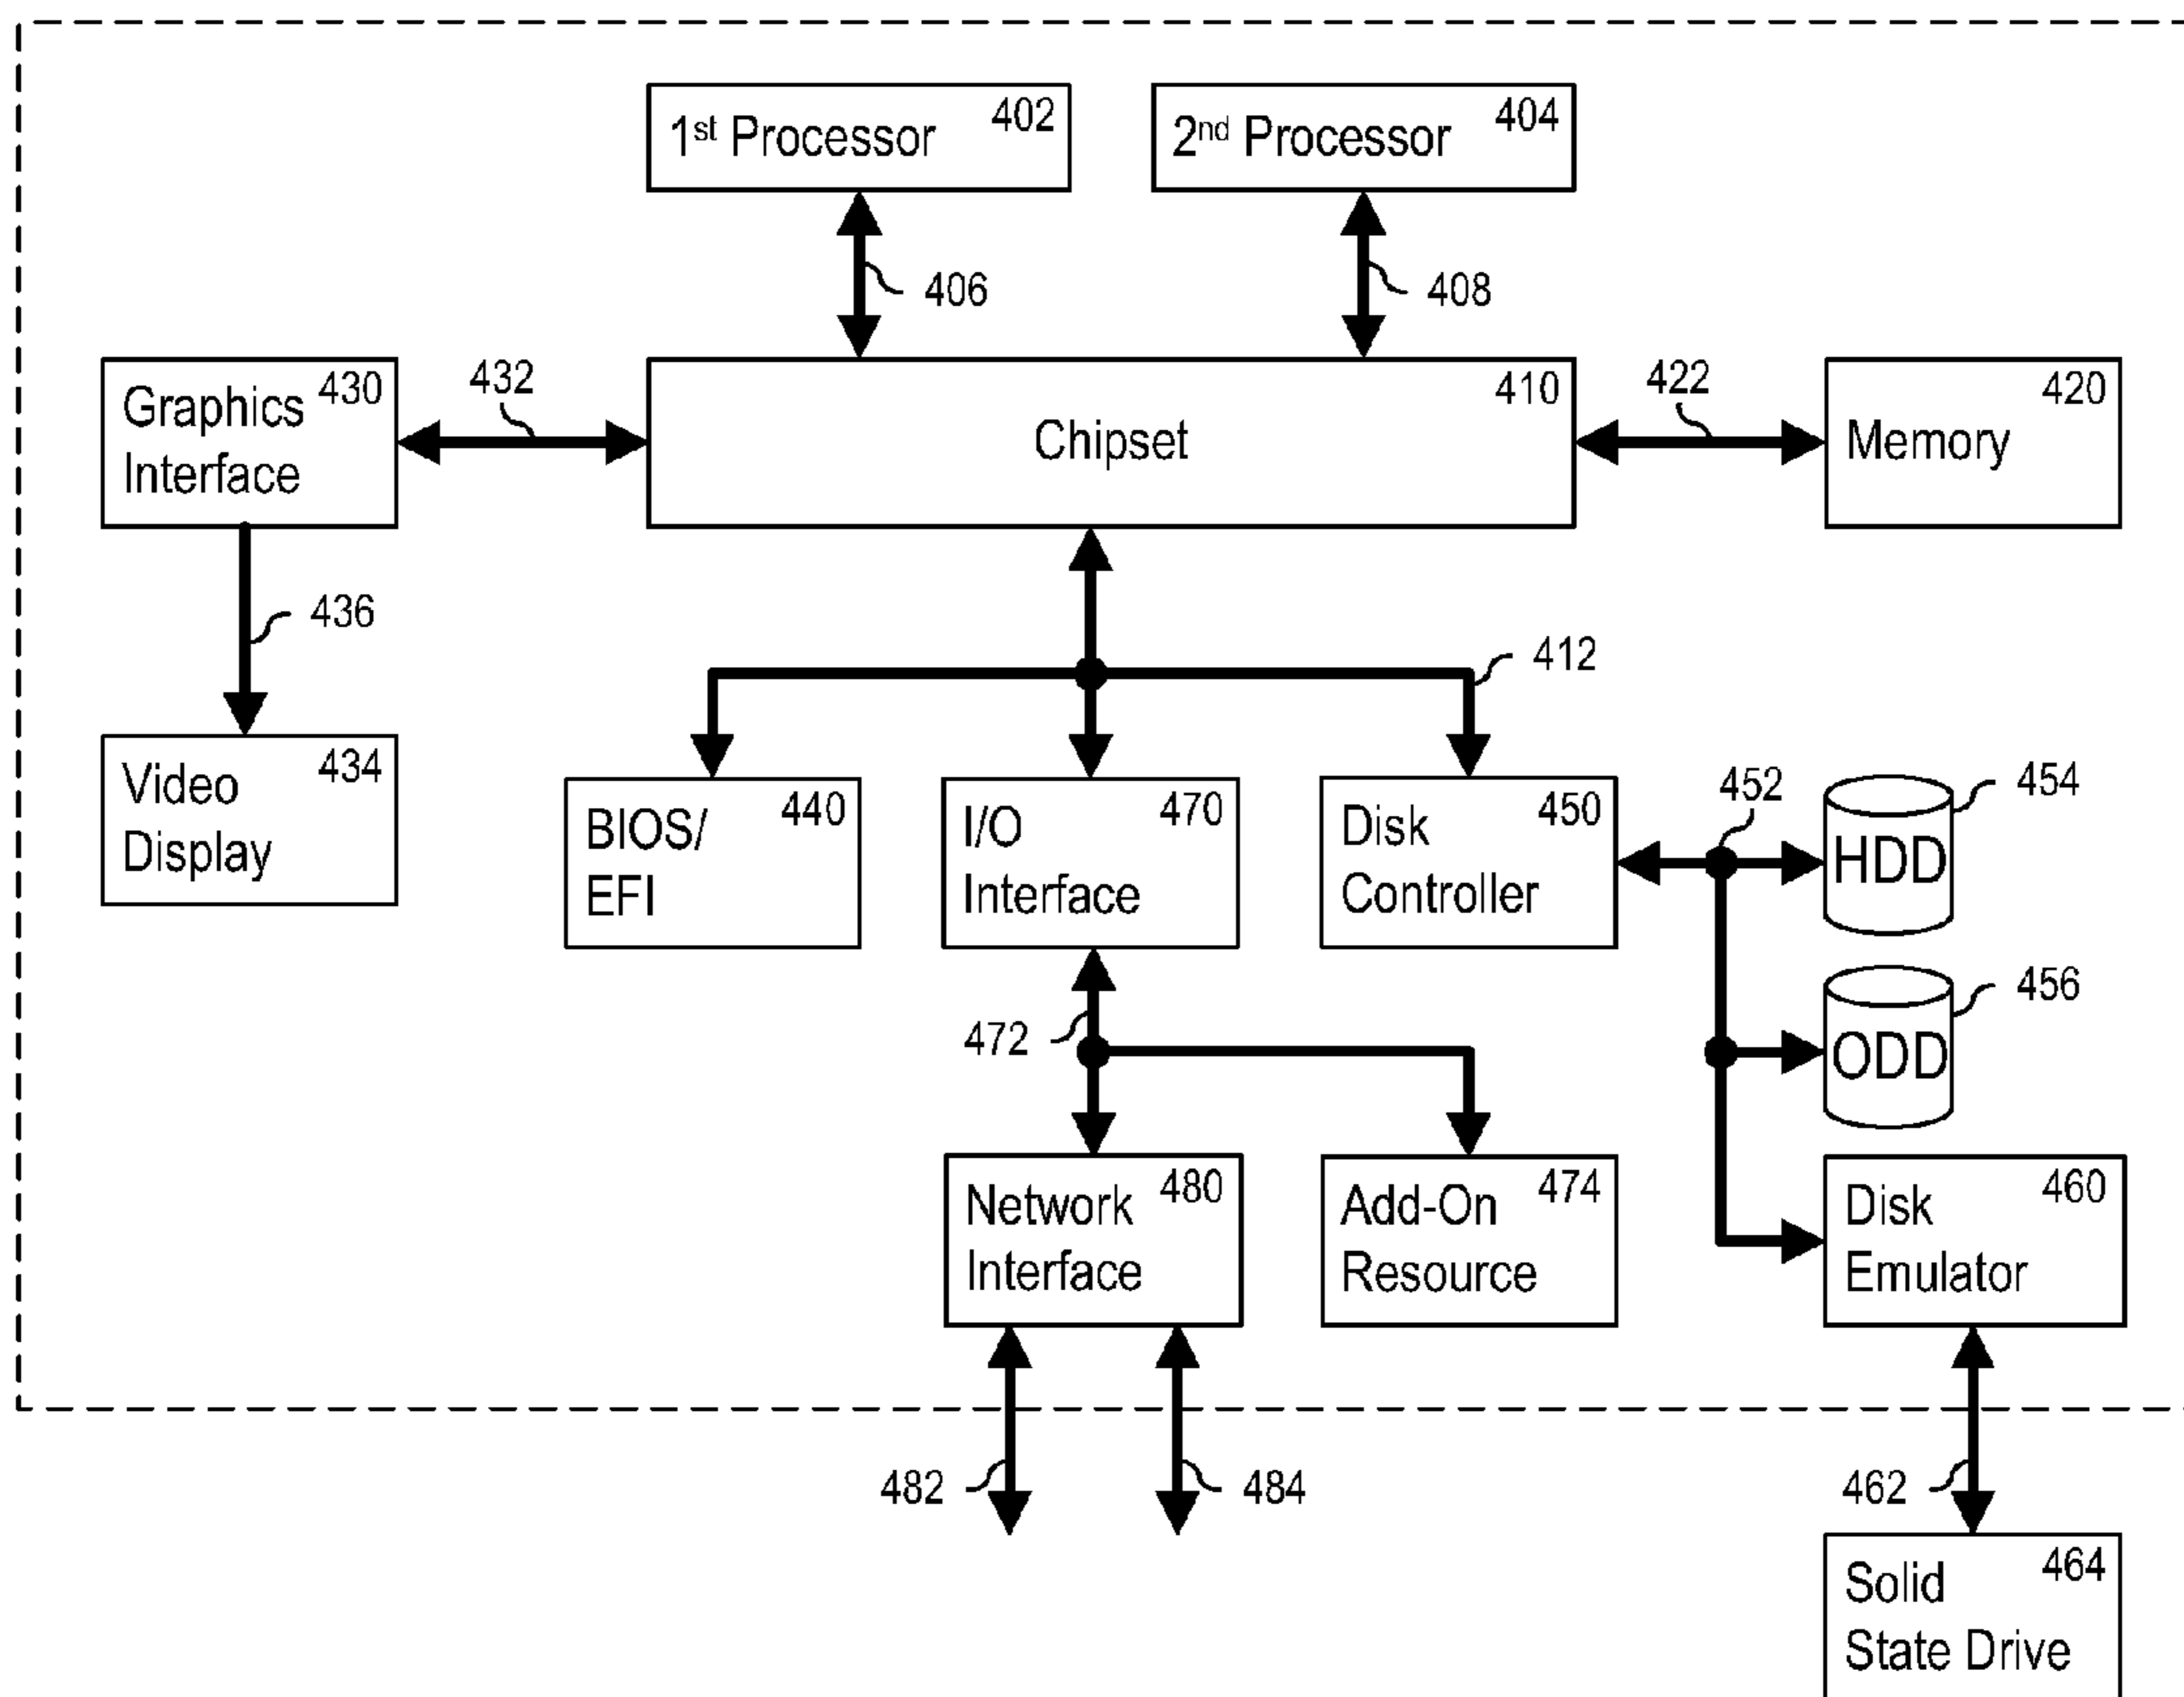 1st Processor 402
2nd Processor 404
406
408
Graphics 430
Interface
432
Chipset 410
422
Memory 420
436
412
Video 434
Display
BIOS/ 440
EFI
I/O 470
Interface
Disk 450
Controller
452
HDD
454
472
ODD
456
Network 480
Interface
Add-On 474
Resource
Disk 460
Emulator
482
484
462
Solid 464
State Drive